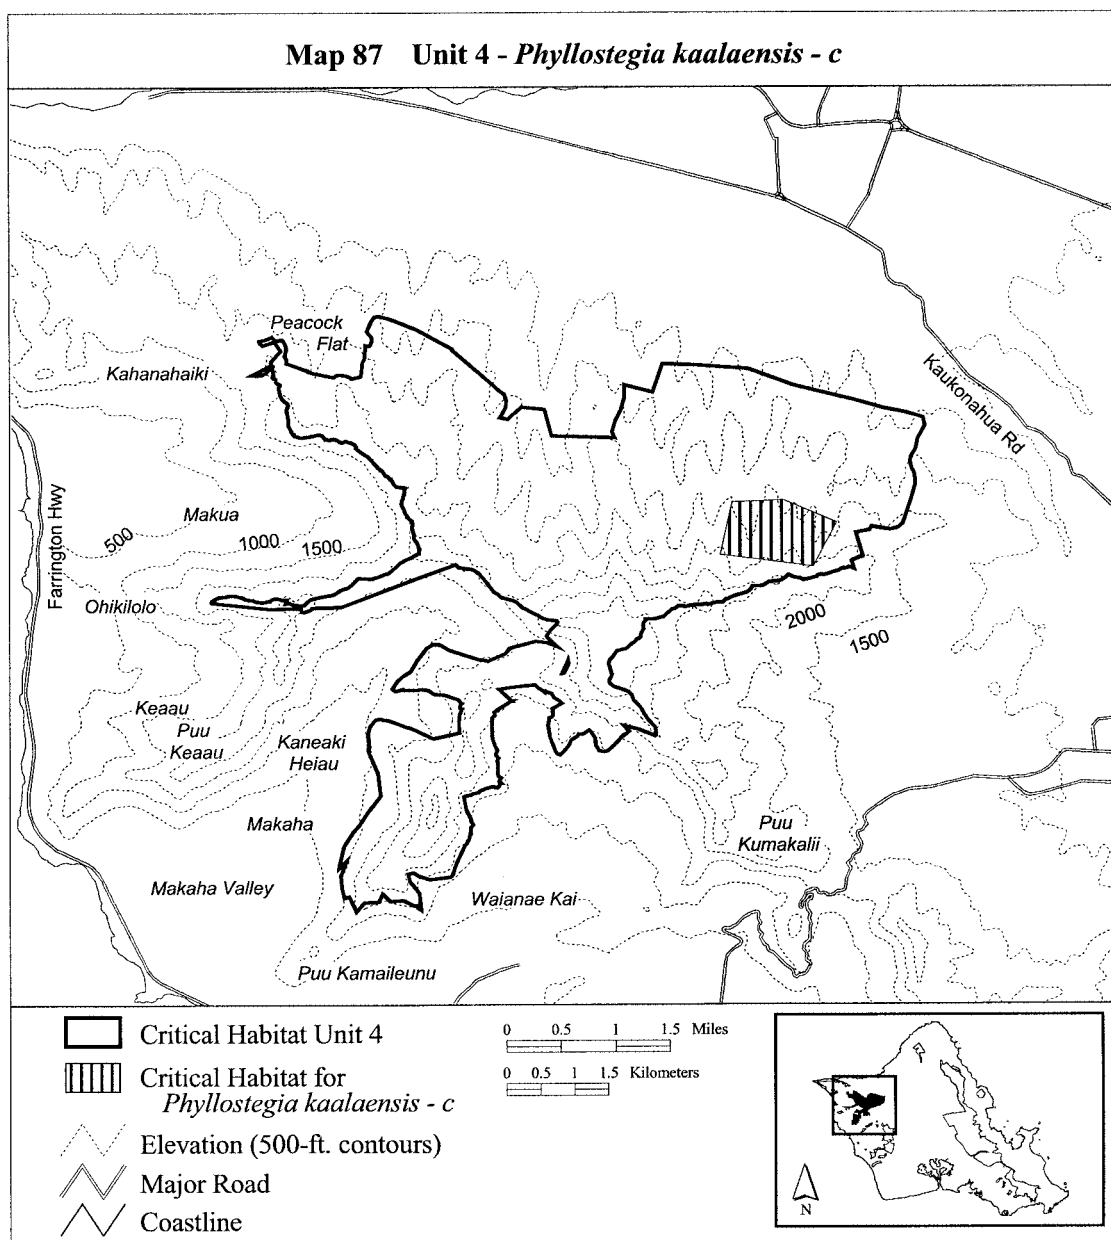 Map 87 Unit 4 - Phyllostegia kaalaensis - c
Peacock
Flat
Kahanahaiki
Kaukonahua Rd
Farrington Hwy
Makua
500
1000
1500
Ohikilolo
2000
1500
Keaau
Puu
Keaau
Kaneaki
Heiau
Makaha
Puu
Kumakalii
Makaha Valley
Waianae Kai
Puu Kamaileunu
Critical Habitat Unit 4
Critical Habitat for
Phyllostegia kaalaensis - c
Elevation (500-ft. contours)
Major Road
Coastline
0 0.5 1 1.5 Miles
0 0.5 1 1.5 Kilometers
N